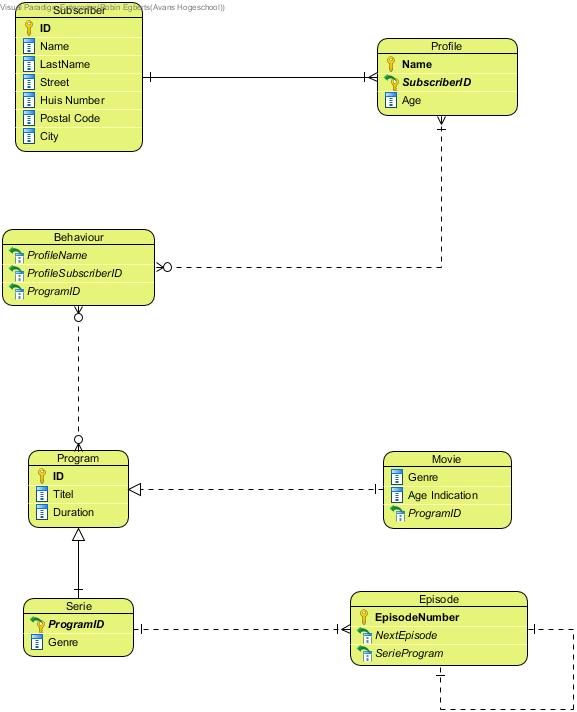 Visual Paradigm Enterprise(Robin Egberts(Avans Hogeschool))
Subscriber
ID
Name
LastName
Street
Huis Number
Postal Code
City
Profile
Name
SubscriberID
Age
Behaviour
ProfileName
ProfileSubscriberID
ProgramID
Program
ID
Titel
Duration
Movie
Genre
Age Indication
ProgramID
Serie
ProgramID
Genre
Episode
EpisodeNumber
NextEpisode
SerieProgram